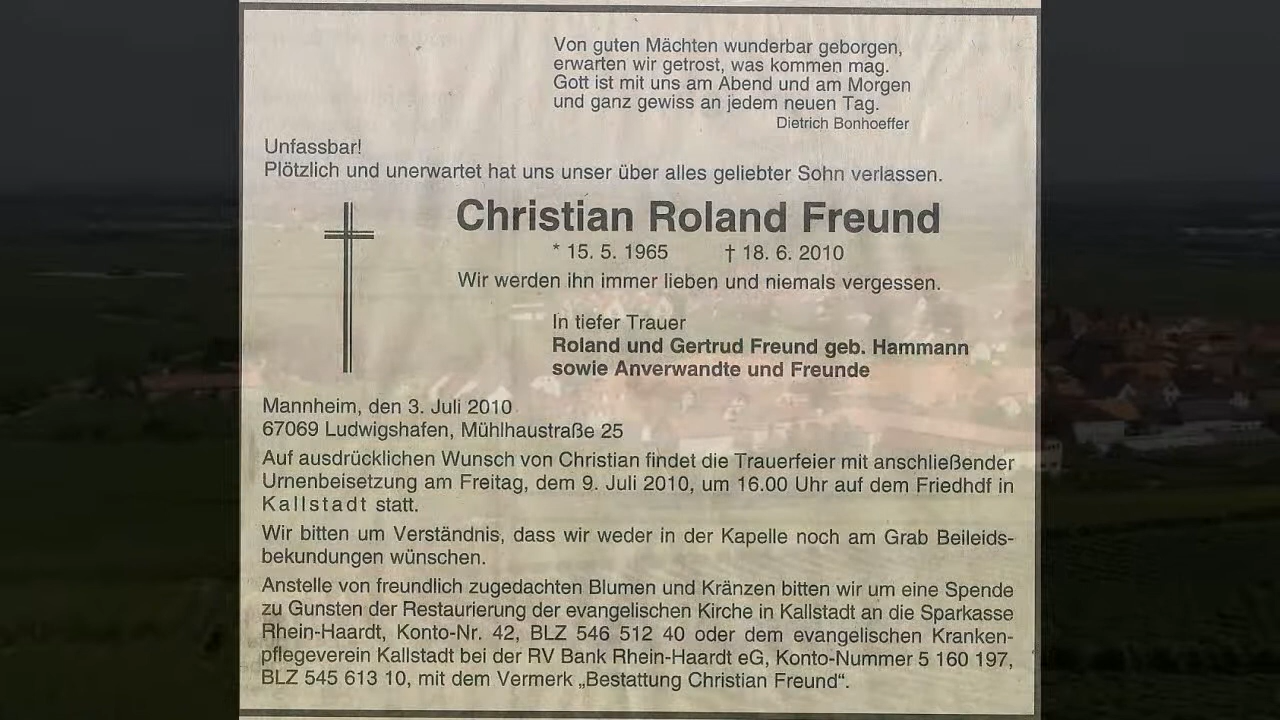 Von guten Mächten wunderbar geborgen,
erwarten wir getrost, was kommen mag.
Gott ist mit uns am Abend und am Morgen
und ganz gewiss an jedem neuen Tag.
Dietrich Bonhoeffer
Unfassbar!
Plötzlich und unerwartet hat uns unser über alles geliebter Sohn verlassen.
Christian Roland Freund
* 15. 5. 1965 † 18. 6. 2010
Wir werden ihn immer lieben und niemals vergessen.
In tiefer Trauer
Roland und Gertrud Freund geb. Hammann
sowie Anverwandte und Freunde
Mannheim, den 3. Juli 2010
67069 Ludwigshafen, Mühlhaustraße 25
Auf ausdrücklichen Wunsch von Christian findet die Trauerfeier mit anschließender
Urnenbeisetzung am Freitag, dem 9. Juli 2010, um 16.00 Uhr auf dem Friedhdf in
Kallstadt statt.
Wir bitten um Verständnis, dass wir weder in der Kapelle noch am Grab Beileids-
bekundungen wünschen.
Anstelle von freundlich zugedachten Blumen und Kränzen bitten wir um eine Spende
zu Gunsten der Restaurierung der evangelischen Kirche in Kallstadt an die Sparkasse
Rhein-Haardt, Konto-Nr. 42, BLZ 546 512 40 oder dem evangelischen Kranken-
pflegeverein Kallstadt bei der RV Bank Rhein-Haardt eG, Konto-Nummer 5 160 197,
BLZ 545 613 10, mit dem Vermerk „Bestattung Christian Freund“.